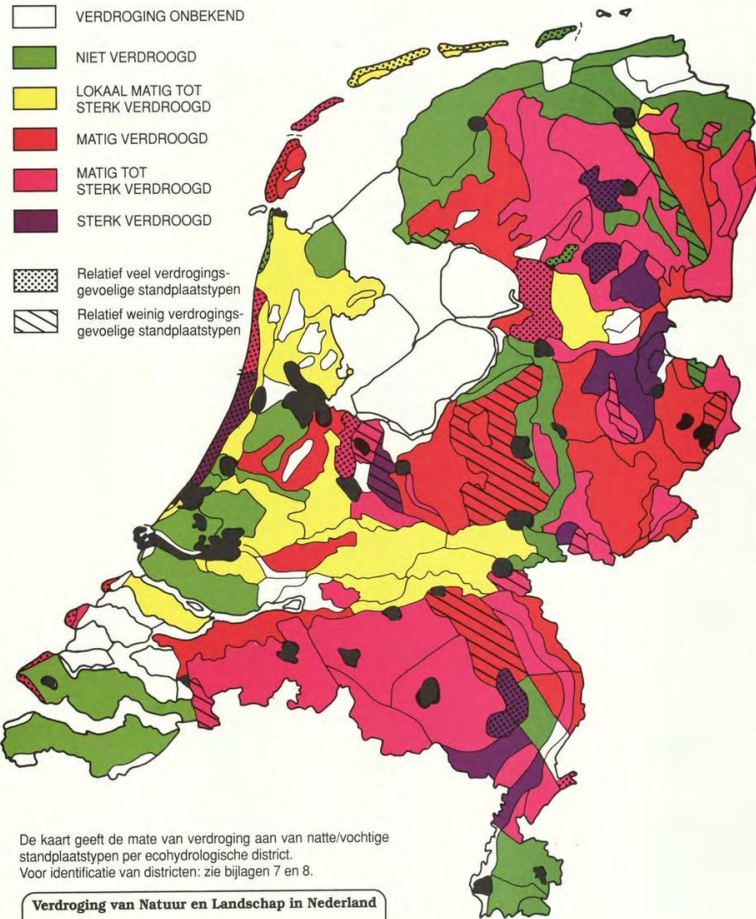 VERDROGING ONBEKEND
NIET VERDROOGD
LOKAAL MATIG TOT
STERK VERDROOGD
MATIG VERDROOGD
MATIG TOT
STERK VERDROOGD
STERK VERDROOGD
Relatief veel verdrogings-
gevoelige standplaatstypen
Relatief weinig verdrogings-
gevoelige standplaatstypen
De kaart geeft de mate van verdroging aan van natte/vochtige
standplaatstypen per ecohydrologische district.
Voor identificatie van districten: zie bijlagen 7 en 8.
Verdroging van Natuur en Landschap in Nederland